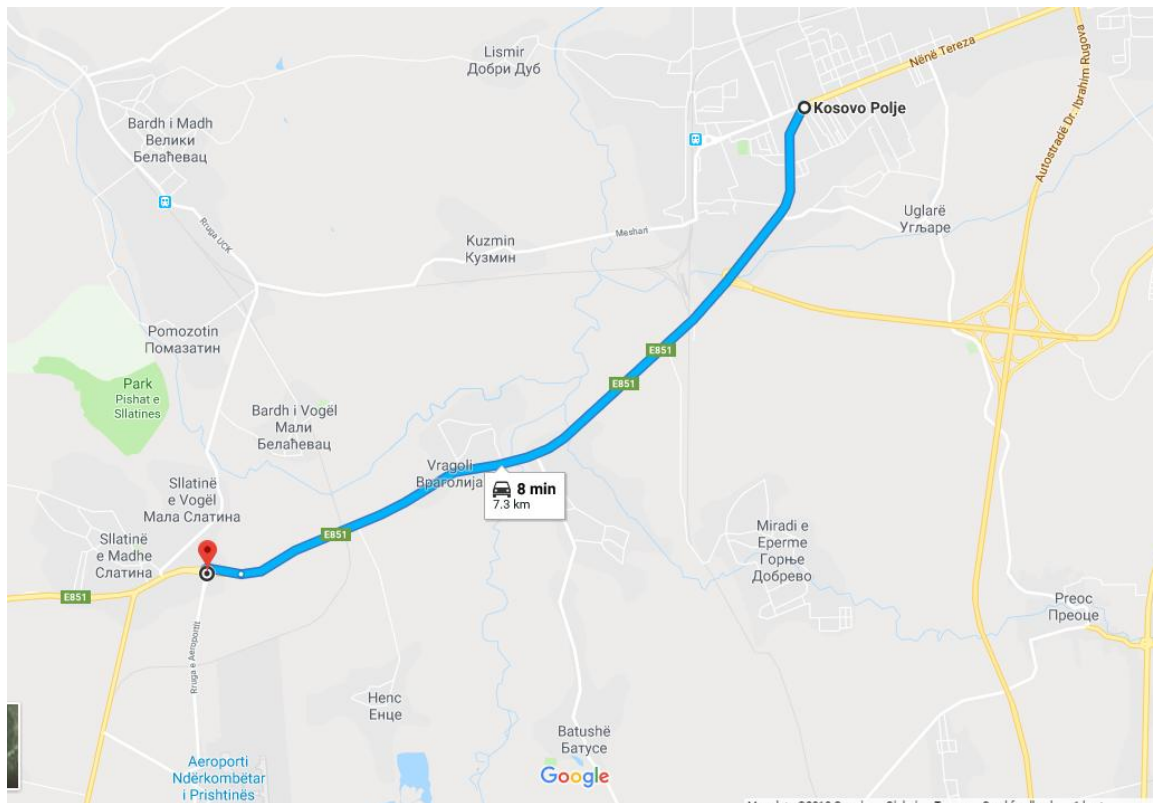 Lismir
Добри Дуб
Nënë Tereza
Autostradë Dr. Ibrahim Rugova
Kosovo Polje
Bardh i Madh
Велики
Белаћевац
Rruga UCK
Kuzmin
Кузмин
Meshari
Uglarë
Угљаре
Pomozotin
Помазатин
E851
E851
Park
Pishat e
Sllatines
Bardh i Vogël
Мали
Белаћевац
Vragoli
Враголија
8 min
7.3 km
Sllatinë
e Vogël
Мала Слатина
E851
Sllatinë
e Madhe
Слатина
E851
Miradi e
Eperme
Горње
Добрево
Preoc
Преоце
Rruga e Aeroportit
Henc
Енце
Batushë
Батусе
Aeroporti
Ndërkombëtar
i Prishtinës
Google